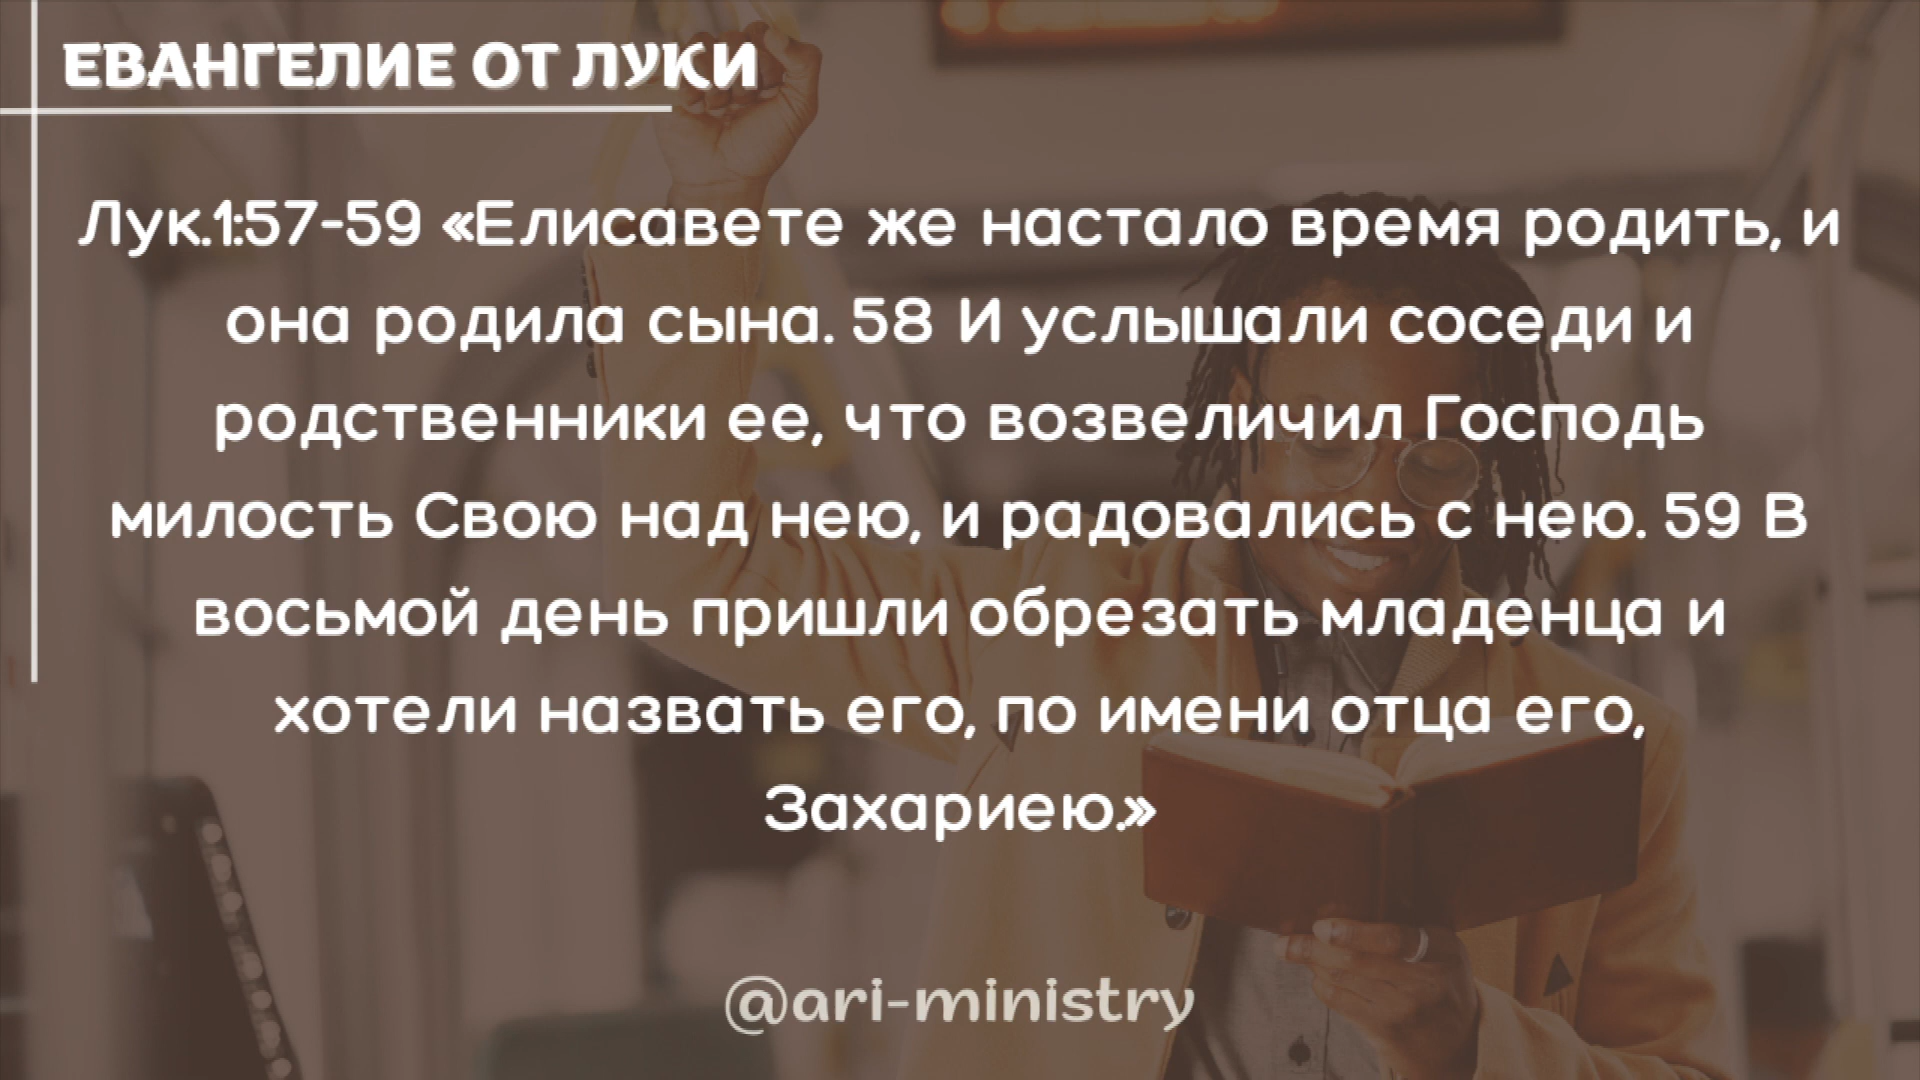 ЕВАНГЕЛИЕ ОТ ЛУКИ
Лук.1:57-59 «Елисавете же настало время родить, и
она родила сына. 58 И услышали соседи и
родственники ее, что возвеличил Господь
милость Свою над нею, и радовались с нею. 59 В
восьмой день пришли обрезать младенца и
хотели назвать его, по имени отца его,
Захариею.»
@ari-ministry